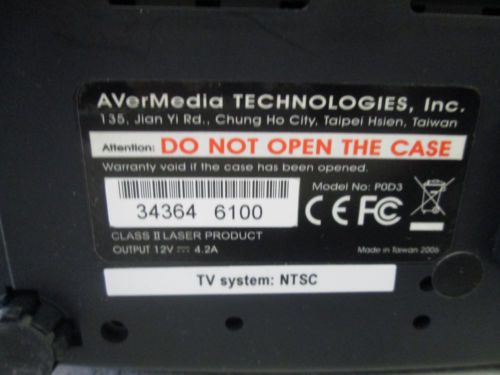 AVerMedia TECHNOLOGIES, Inc.
135, Jian Yi Rd., Chung Ho City, Taipei Hsien, Taiwan
Attention: DO NOT OPEN THE CASE
Warranty void if the case has been opened.
Model No: P0D3
34364 6100
CE FC
CLASS II LASER PRODUCT
OUTPUT 12V ⎓ 4.2A
Made in Taiwan 2006
TV system: NTSC